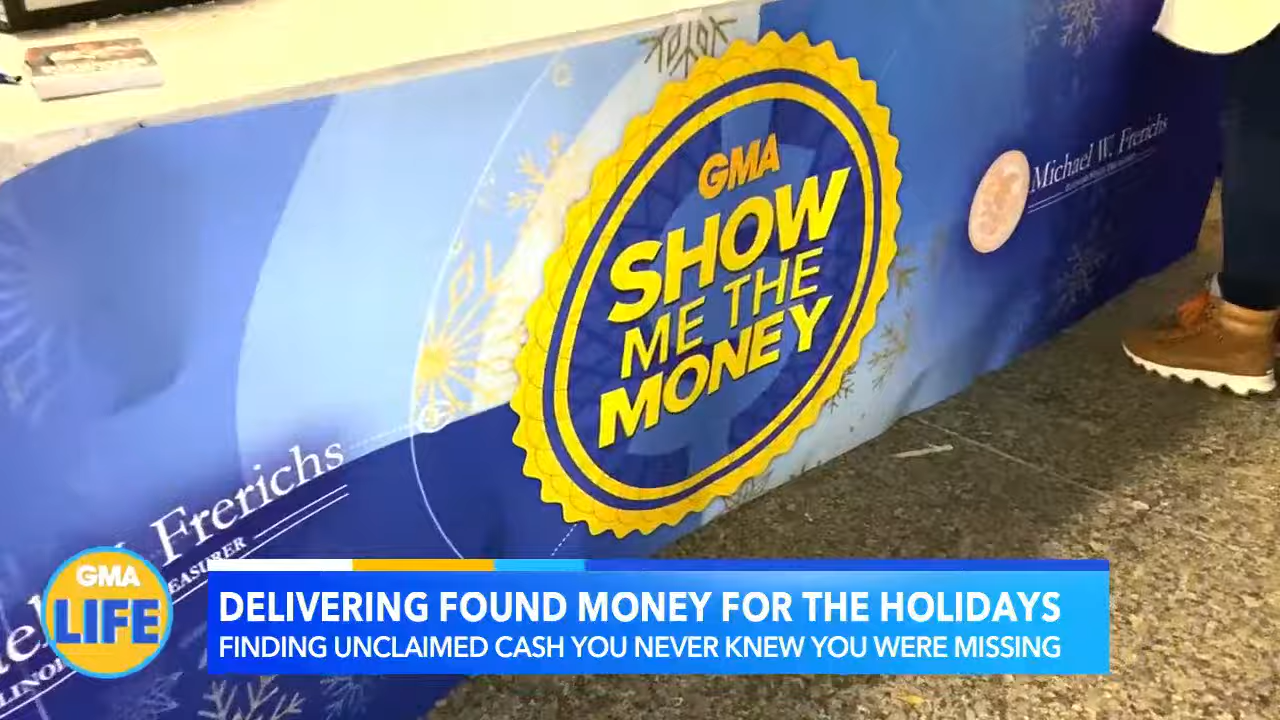 GMA
SHOW
ME THE
MONEY
Michael W. Frerichs
Frerichs
GMA
LIFE
DELIVERING FOUND MONEY FOR THE HOLIDAYS
FINDING UNCLAIMED CASH YOU NEVER KNEW YOU WERE MISSING